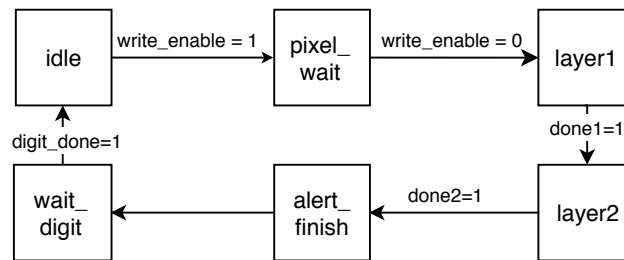 idle
write_enable = 1
pixel_
wait
write_enable = 0
layer1
done1=1
layer2
done2=1
alert_
finish
wait_
digit
digit_done=1